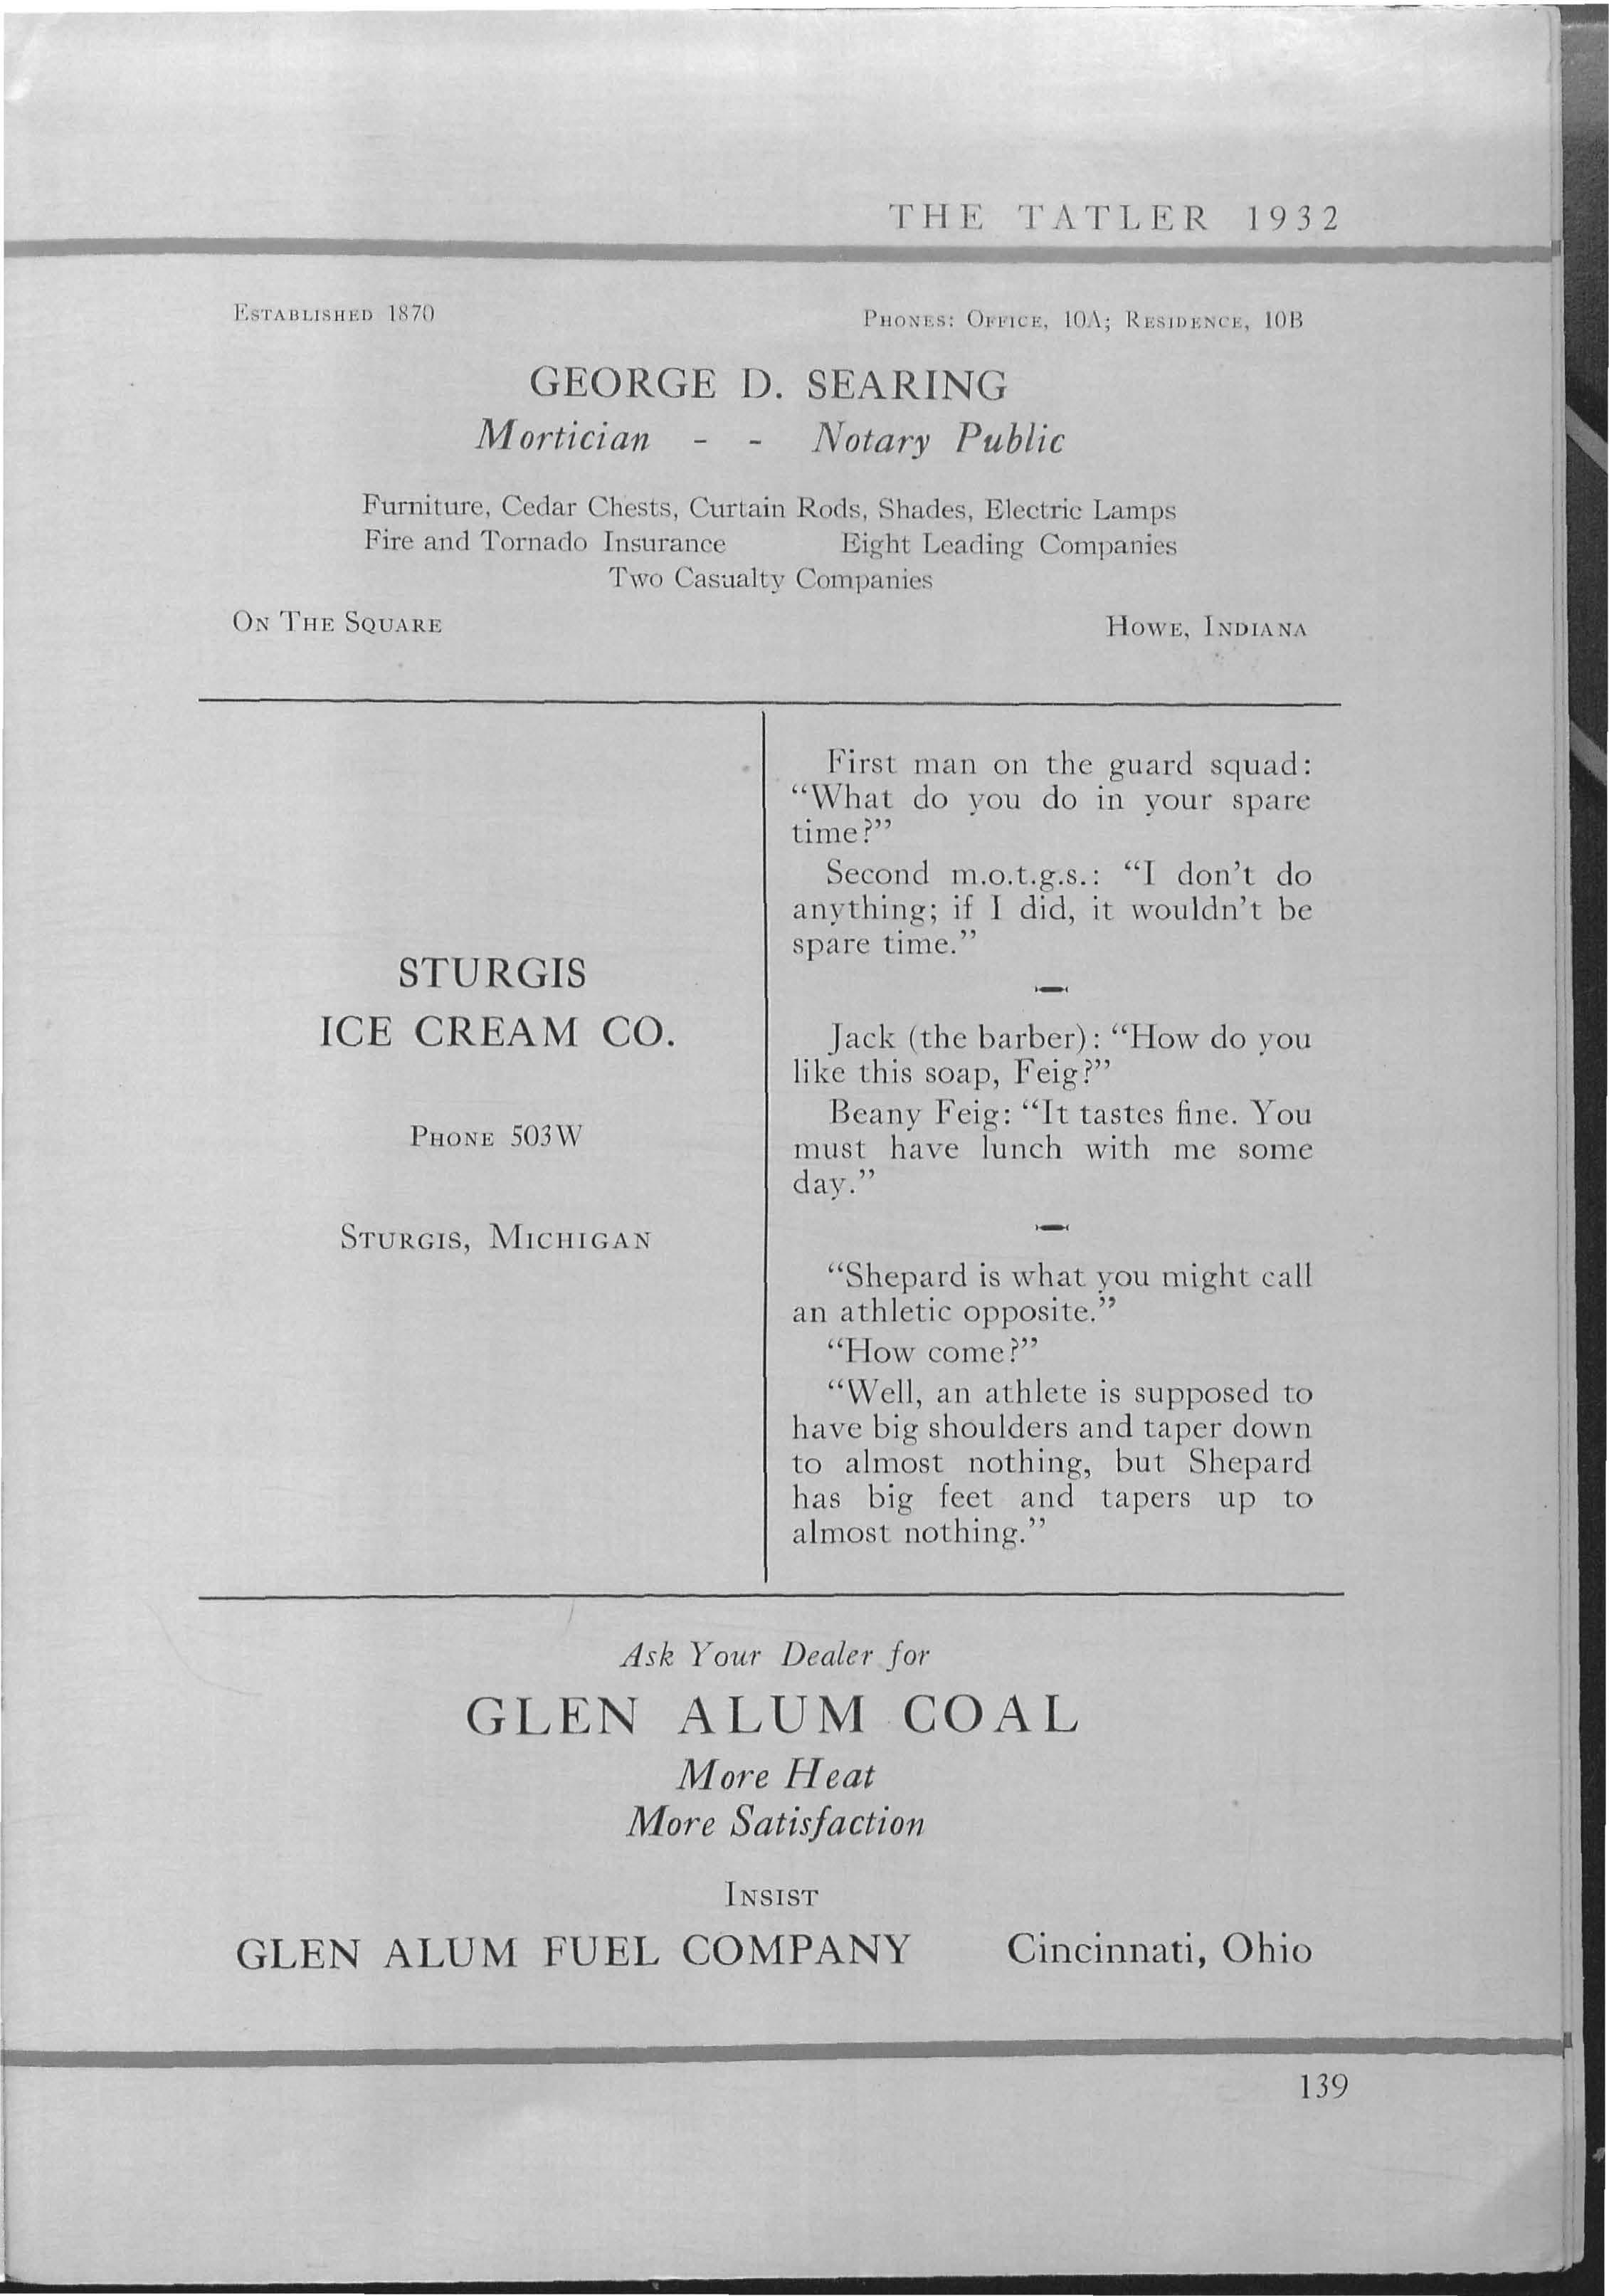 THE TATLER 1932
ESTABLISHED 1870
PHONES: OFFICE, 10A; RESIDENCE, 10B
GEORGE D. SEARING
Mortician - - Notary Public
Furniture, Cedar Chests, Curtain Rods, Shades, Electric Lamps
Fire and Tornado Insurance Eight Leading Companies
Two Casualty Companies
ON THE SQUARE
HOWE, INDIANA
STURGIS
ICE CREAM CO.
PHONE 503W
STURGIS, MICHIGAN
First man on the guard squad:
“What do you do in your spare
time?”
Second m.o.t.g.s.: “I don’t do
anything; if I did, it wouldn’t be
spare time.”
Jack (the barber): “How do you
like this soap, Feig?”
Beany Feig: “It tastes fine. You
must have lunch with me some
day.”
“Shepard is what you might call
an athletic opposite.”
“How come?”
“Well, an athlete is supposed to
have big shoulders and taper down
to almost nothing, but Shepard
has big feet and tapers up to
almost nothing.”
Ask Your Dealer for
GLEN ALUM COAL
More Heat
More Satisfaction
INSIST
GLEN ALUM FUEL COMPANY Cincinnati, Ohio
139